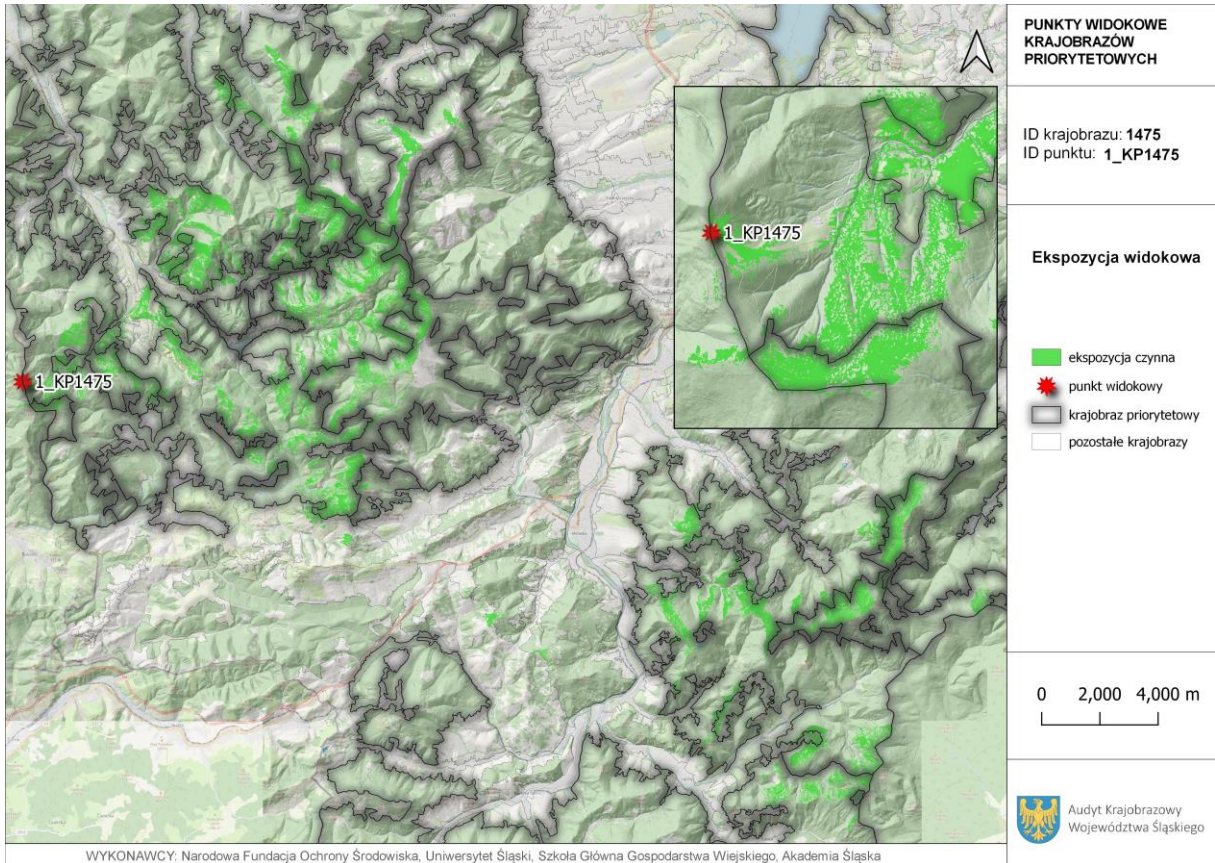 PUNKTY WIDOKOWE
KRAJOBRAZÓW
PRIORYTETOWYCH
ID krajobrazu: 1475
ID punktu: 1_KP1475
Ekspozycja widokowa
ekspozycja czynna
punkt widokowy
krajobraz priorytetowy
pozostałe krajobrazy
1_KP1475
1_KP1475
0 2,000 4,000 m
Audyt Krajobrazowy
Województwa Śląskiego
WYKONAWCY: Narodowa Fundacja Ochrony Środowiska, Uniwersytet Śląski, Szkoła Główna Gospodarstwa Wiejskiego, Akademia Śląska